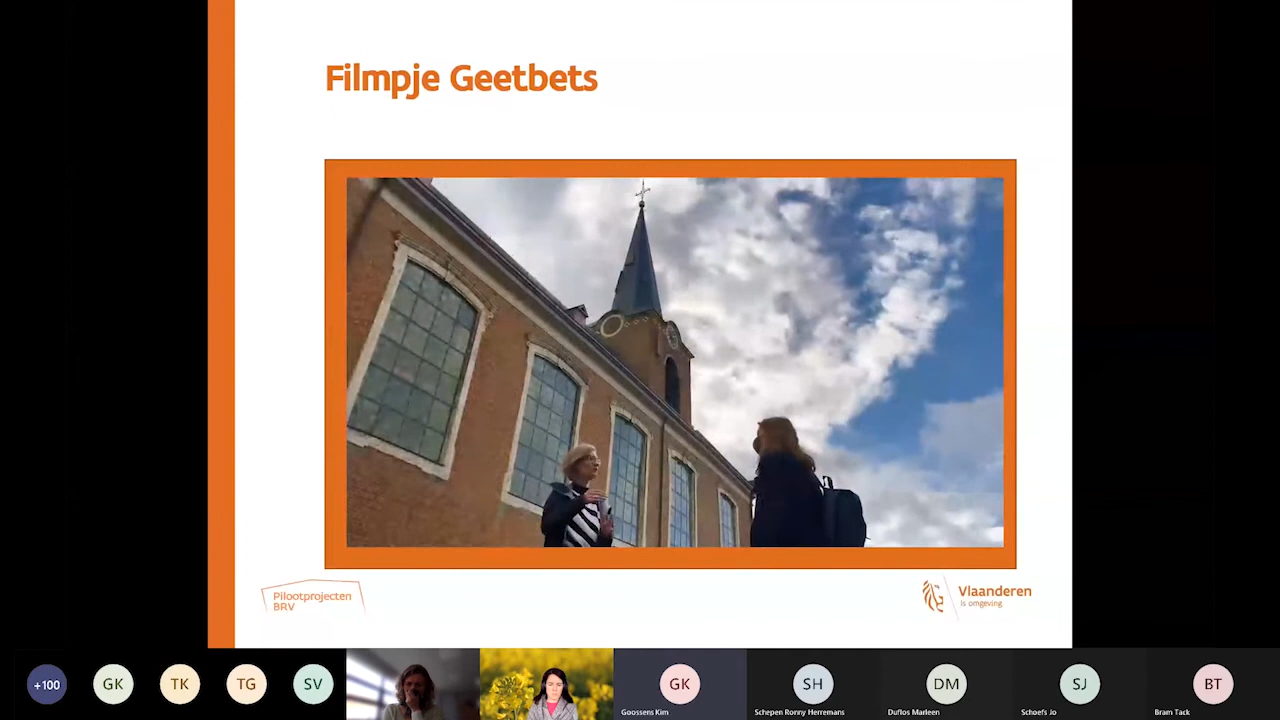 Filmpje Geetbets
Pilootprojecten
BRV
Vlaanderen
is omgeving
+100
GK
TK
TG
SV
GK
Goossens Kim
SH
Schepen Ronny Herremans
DM
Duflos Marleen
SJ
Schoefs Jo
BT
Bram Tack